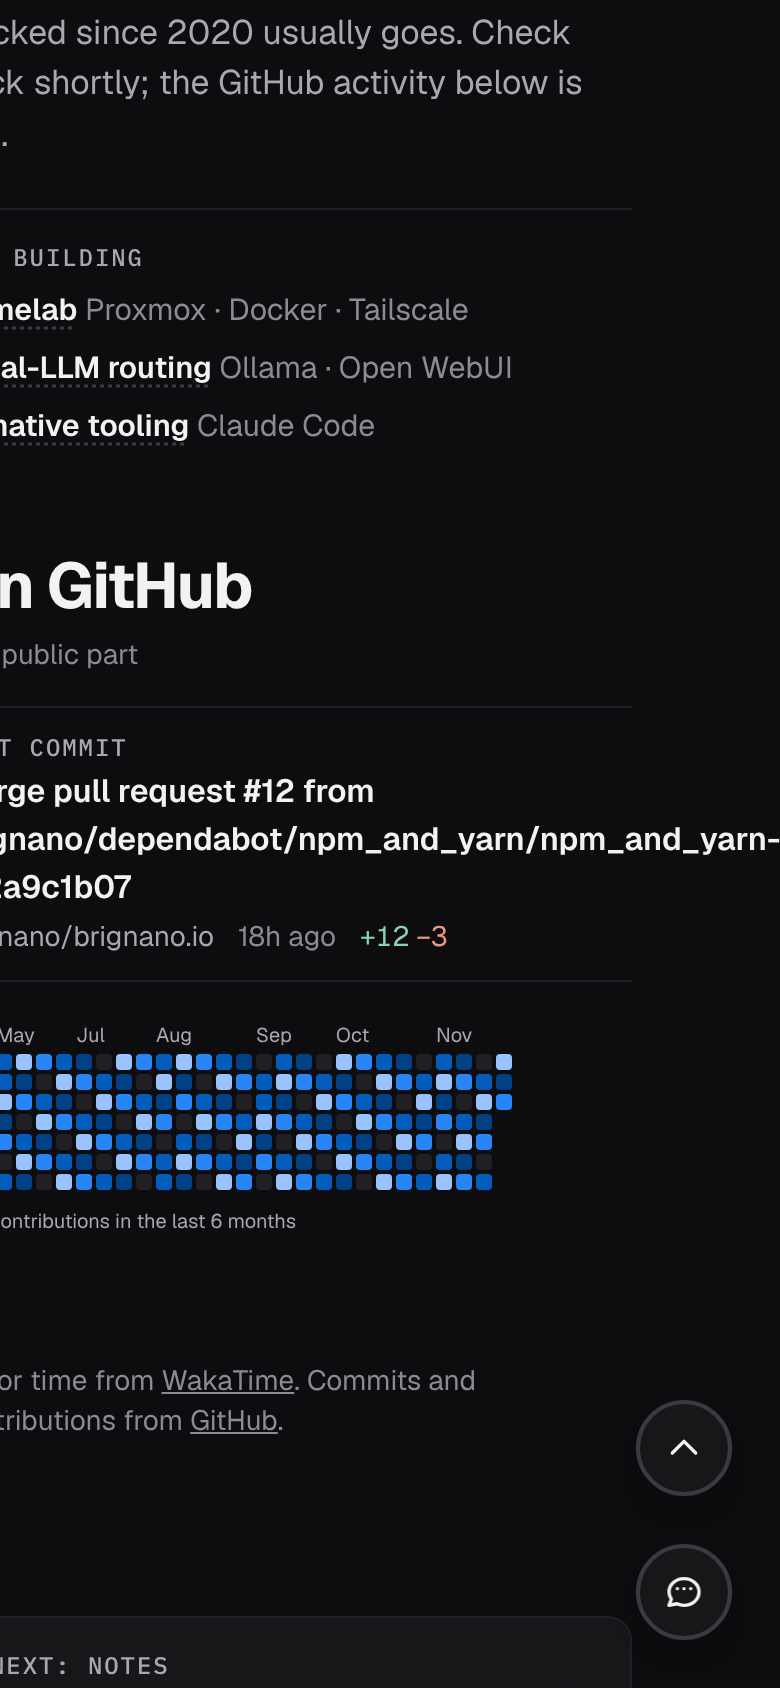 cked since 2020 usually goes. Check
ck shortly; the GitHub activity below is
.
BUILDING
melab Proxmox · Docker · Tailscale
al-LLM routing Ollama · Open WebUI
native tooling Claude Code
n GitHub
public part
T COMMIT
rge pull request #12 from
gnano/dependabot/npm_and_yarn/npm_and_yarn-
2a9c1b07
nano/brignano.io 18h ago +12 −3
May Jul Aug Sep Oct Nov
ontributions in the last 6 months
or time from WakaTime. Commits and
tributions from GitHub.
NEXT: NOTES